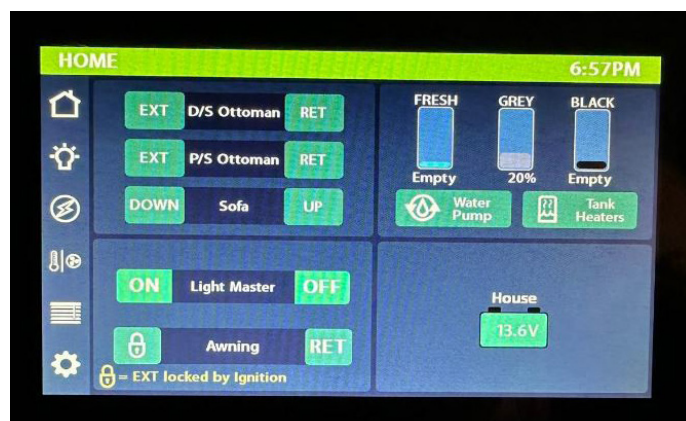 HOME 6:57PM
EXT D/S Ottoman RET
EXT P/S Ottoman RET
DOWN Sofa UP
FRESH GREY BLACK
Empty 20% Empty
Water Pump
Tank Heaters
ON Light Master OFF
Awning RET
= EXT locked by Ignition
House
13.6V